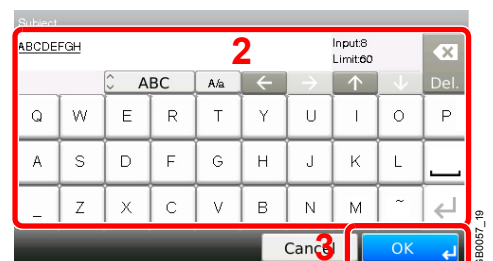 Subject
ABCDEFGH
2
Input:8
Limit:60
ABC A/a Del.
Q W E R T Y U I O P
A S D F G H J K L
_ Z X C V B N M ~
Cancel 3 OK
GB0057_19